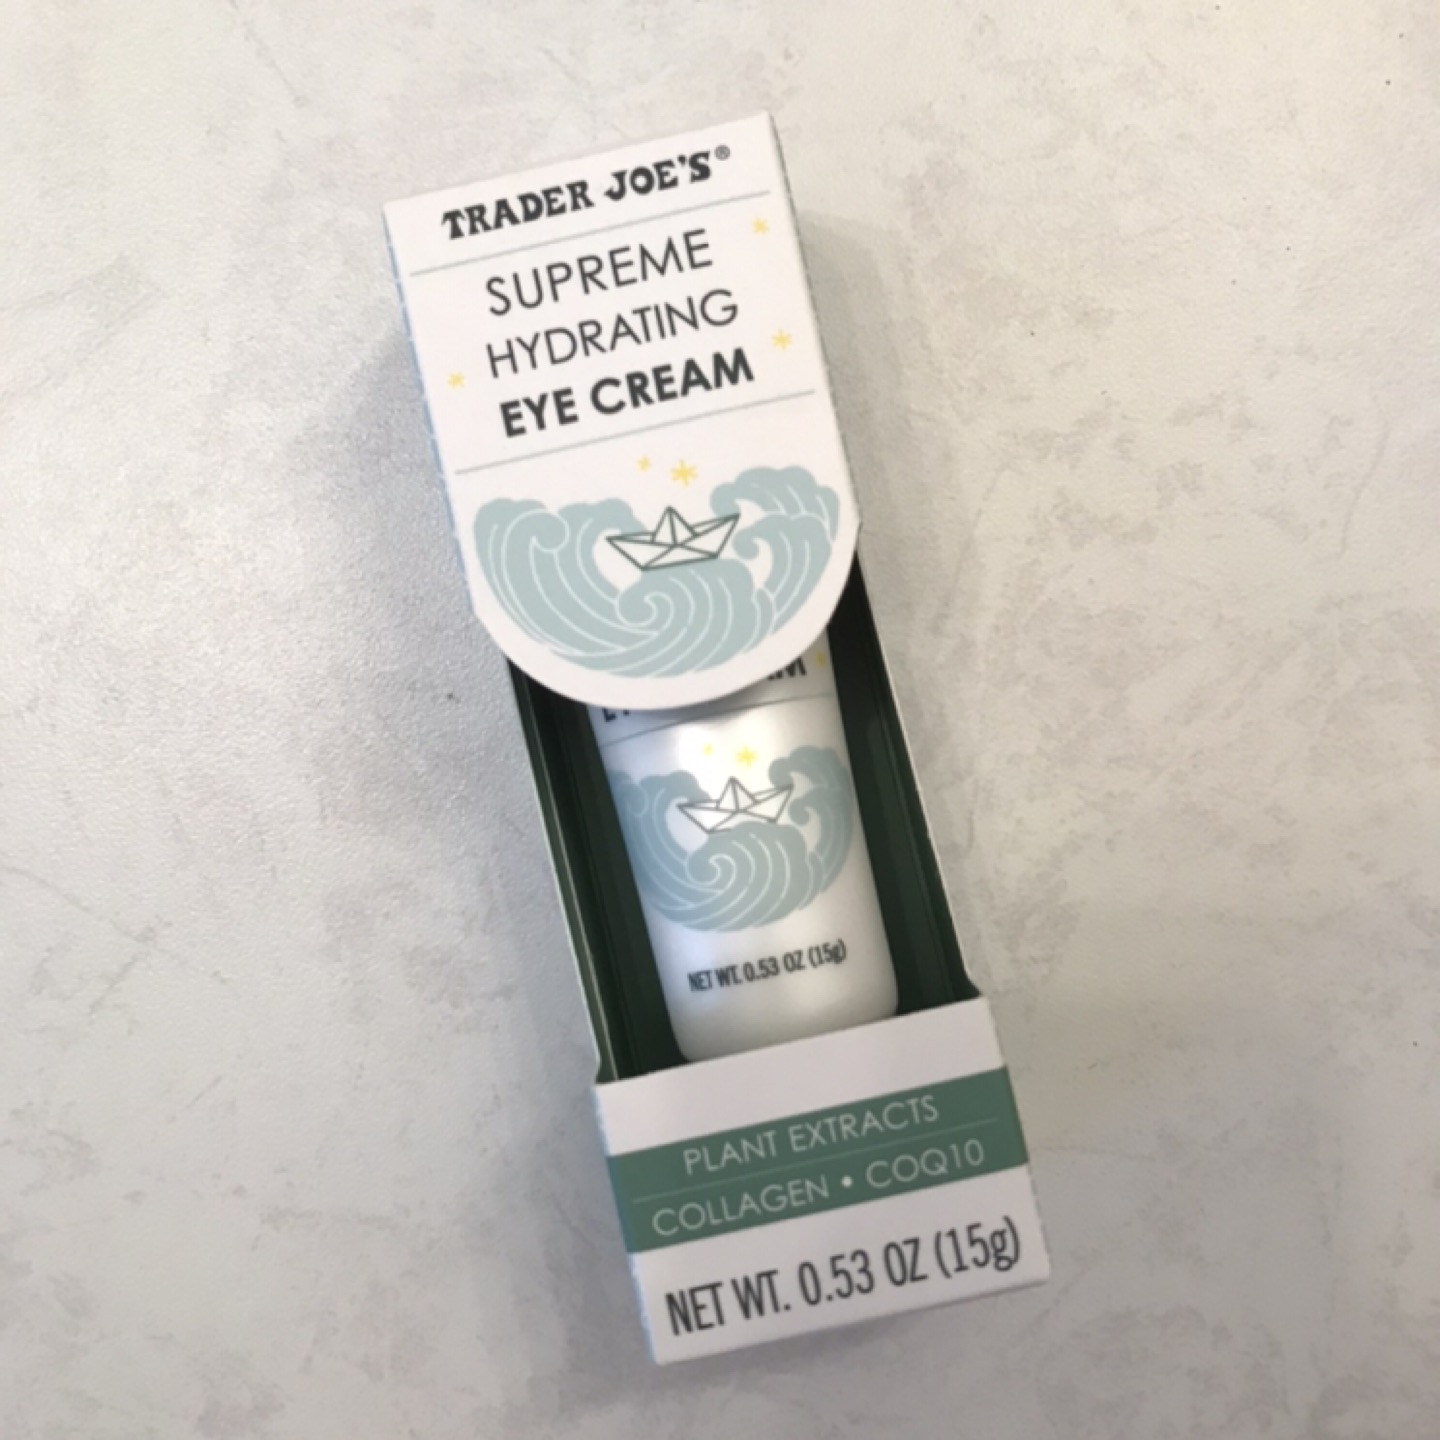 TRADER JOE'S®
SUPREME
HYDRATING
EYE CREAM
NET WT. 0.53 OZ (15g)
PLANT EXTRACTS
COLLAGEN • COQ10
NET WT. 0.53 OZ (15g)